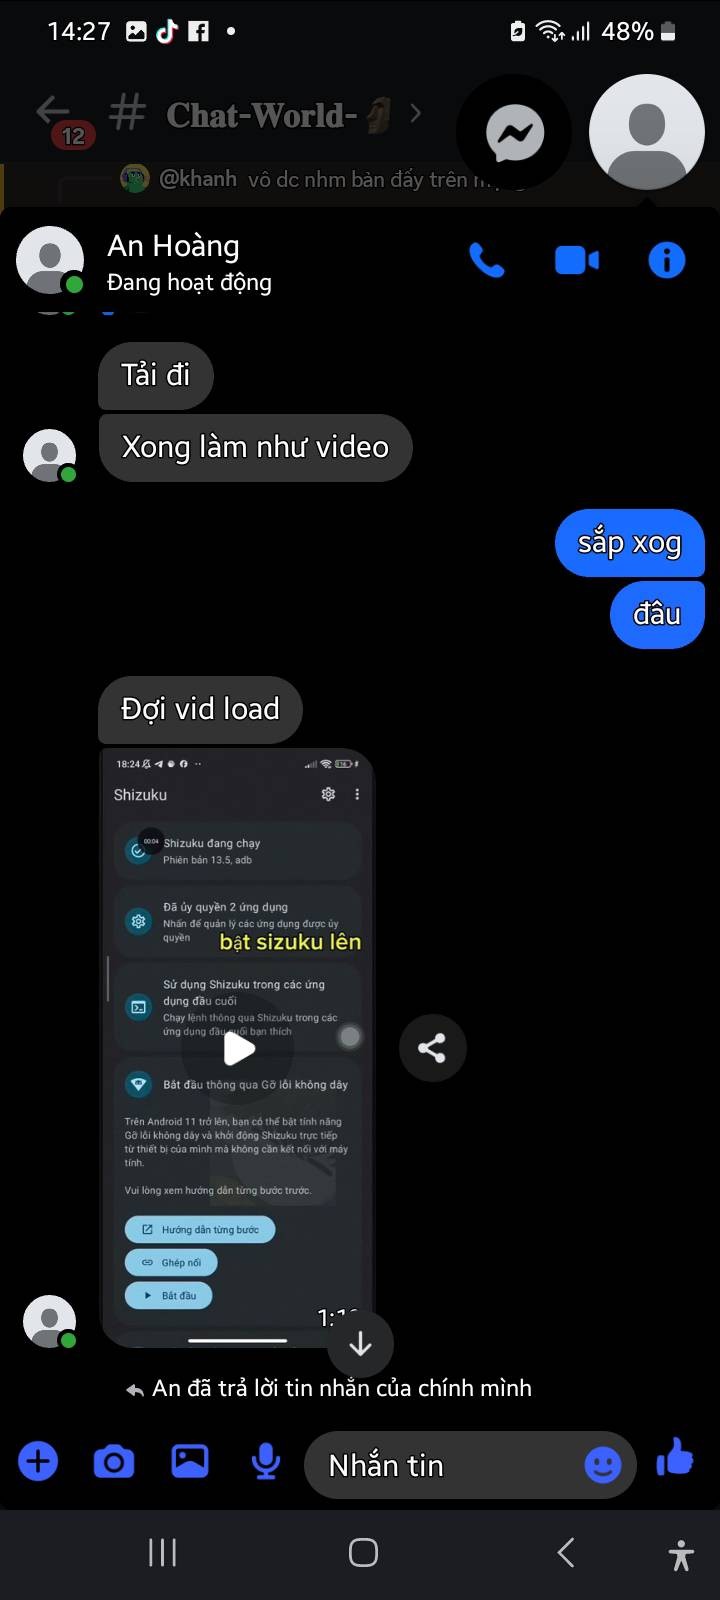 14:27
48%
12
# Chat-World-
@khanh vô dc nhm bản đấy trên
An Hoàng
Đang hoạt động
Tải đi
Xong làm như video
sắp xog
đâu
Đợi vid load
18:24
Shizuku
00:04
Shizuku đang chạy
Phiên bản 13.5, adb
Đã ủy quyền 2 ứng dụng
Nhấn để quản lý các ứng dụng được ủy
quyền
bật sizuku lên
Sử dụng Shizuku trong các ứng
dụng đầu cuối
Chạy lệnh thông qua Shizuku trong các
ứng dụng đầu cuối bạn thích
Bắt đầu thông qua Gỡ lỗi không dây
Trên Android 11 trở lên, bạn có thể bật tính năng
Gỡ lỗi không dây và khởi động Shizuku trực tiếp
từ thiết bị của mình mà không cần kết nối với máy
tính.
Vui lòng xem hướng dẫn từng bước trước.
Hướng dẫn từng bước
Ghép nối
Bắt đầu
An đã trả lời tin nhắn của chính mình
Nhắn tin